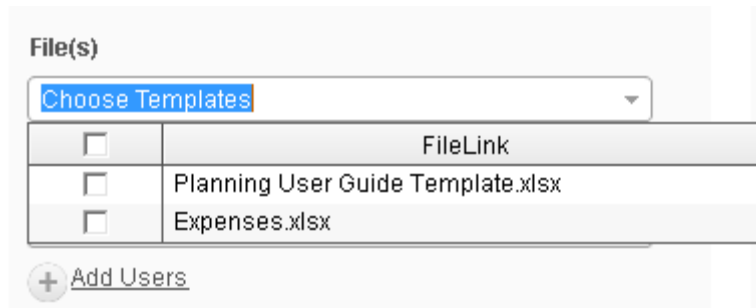 File(s)
Choose Templates
FileLink
Planning User Guide Template.xlsx
Expenses.xlsx
Add Users